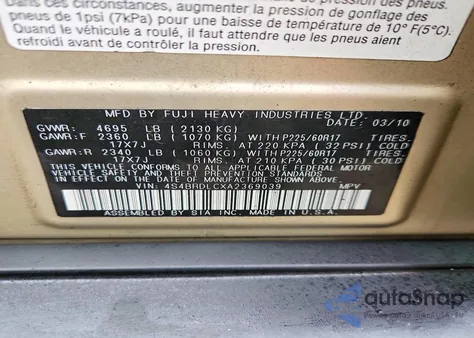 Dans ces circonstances, augmenter la pression de gonflage des
pneus de 1psi (7kPa) pour une baisse de température de 10° F(5°C).
Quand le véhicule a roulé, il faut attendre que les pneus aient
refroidi avant de contrôler la pression.
MFD BY FUJI HEAVY INDUSTRIES LTD. DATE: 03/10
GVWR: 4695 LB (2130 KG) TIRES,
GAWR:F 2360 LB (1070 KG) WITH P225/60R17
17X7J RIMS, AT 220 KPA (32 PSI) COLD
GAWR:R 2340 LB (1060 KG) WITH P225/60R17 TIRES,
17X7J RIMS, AT 210 KPA (30 PSI) COLD
THIS VEHICLE CONFORMS TO ALL APPLICABLE FEDERAL MOTOR
VEHICLE SAFETY AND THEFT PREVENTION STANDARDS
IN EFFECT ON THE DATE OF MANUFACTURE SHOWN ABOVE.
VIN: 4S4BRDLCXA2369039 MPV
ASSEMBLED BY SIA INC. IN U.S.A.
autoSnap